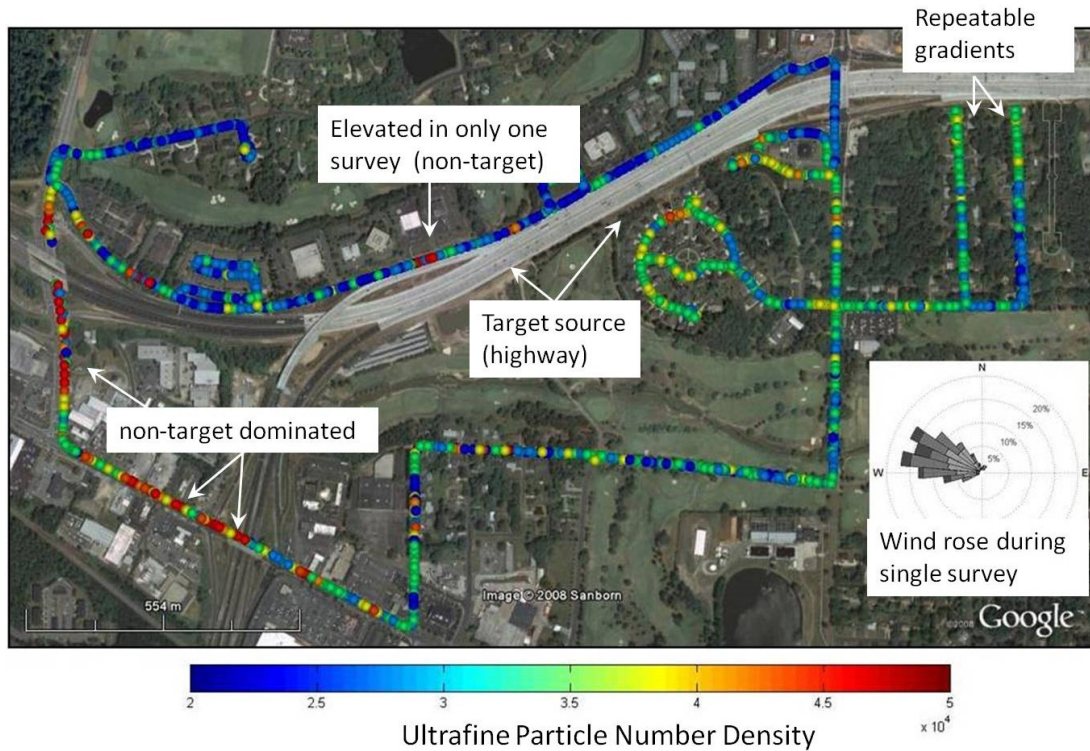 Repeatable
gradients
Elevated in only one
survey (non-target)
Target source
(highway)
non-target dominated
N
20%
15%
10%
5%
W
E
Wind rose during
single survey
554 m
Image © 2008 Sanborn
©2008 Google
2
2.5
3
3.5
4
4.5
5
x 10⁴
Ultrafine Particle Number Density